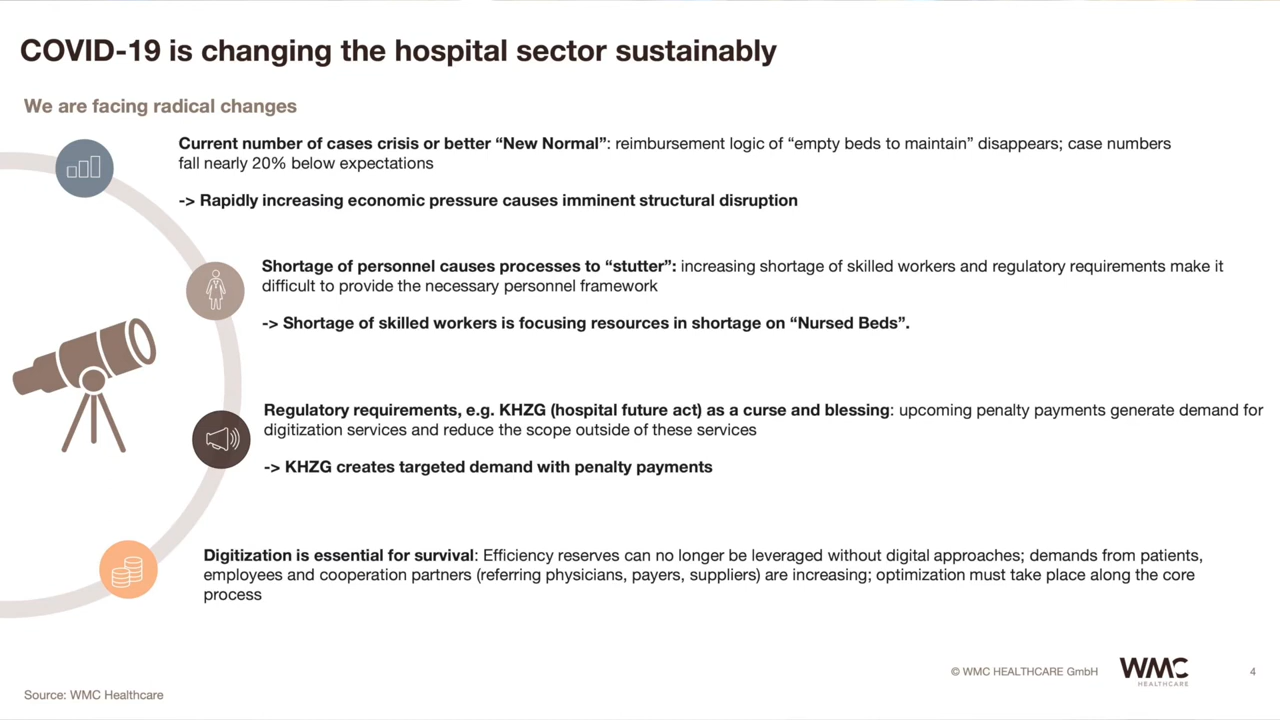 COVID-19 is changing the hospital sector sustainably
We are facing radical changes
Current number of cases crisis or better “New Normal”: reimbursement logic of “empty beds to maintain” disappears; case numbers
fall nearly 20% below expectations
-> Rapidly increasing economic pressure causes imminent structural disruption
Shortage of personnel causes processes to “stutter”: increasing shortage of skilled workers and regulatory requirements make it
difficult to provide the necessary personnel framework
-> Shortage of skilled workers is focusing resources in shortage on “Nursed Beds”.
Regulatory requirements, e.g. KHZG (hospital future act) as a curse and blessing: upcoming penalty payments generate demand for
digitization services and reduce the scope outside of these services
-> KHZG creates targeted demand with penalty payments
Digitization is essential for survival: Efficiency reserves can no longer be leveraged without digital approaches; demands from patients,
employees and cooperation partners (referring physicians, payers, suppliers) are increasing; optimization must take place along the core
process
© WMC HEALTHCARE GmbH
WMC
HEALTHCARE
4
Source: WMC Healthcare